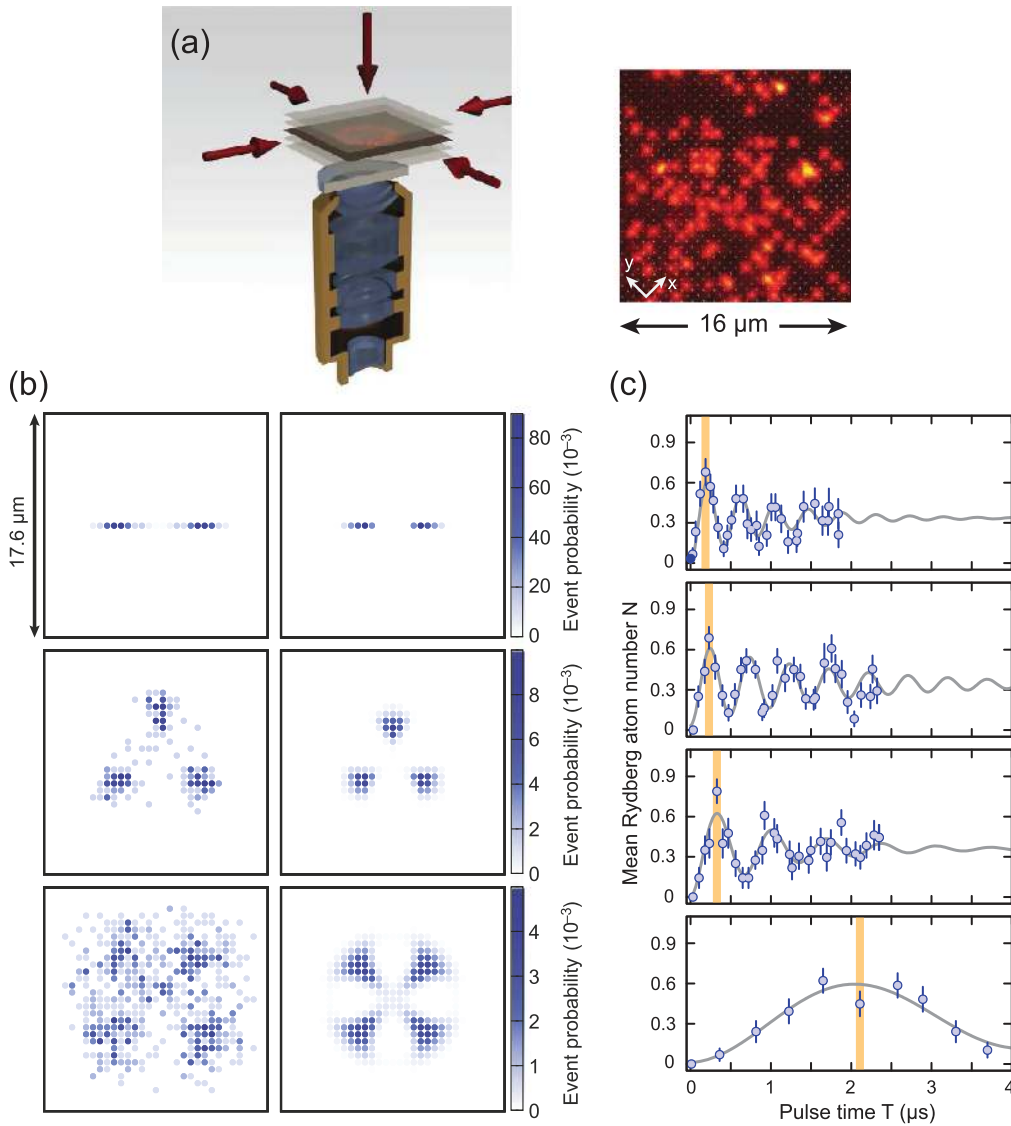 (a)
y
x
16 µm
(b)
(c)
17.6 µm
80
60
40
20
0
Event probability (10⁻³)
8
6
4
2
0
Event probability (10⁻³)
5
4
3
2
1
0
Event probability (10⁻³)
0.9
0.6
0.3
0
0.9
0.6
0.3
0
0.9
0.6
0.3
0
0.9
0.6
0.3
0
Mean Rydberg atom number N
0 1 2 3 4
Pulse time T (µs)